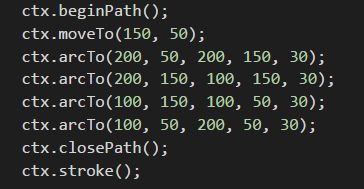 ctx.beginPath();
ctx.moveTo(150, 50);
ctx.arcTo(200, 50, 200, 150, 30);
ctx.arcTo(200, 150, 100, 150, 30);
ctx.arcTo(100, 150, 100, 50, 30);
ctx.arcTo(100, 50, 200, 50, 30);
ctx.closePath();
ctx.stroke();